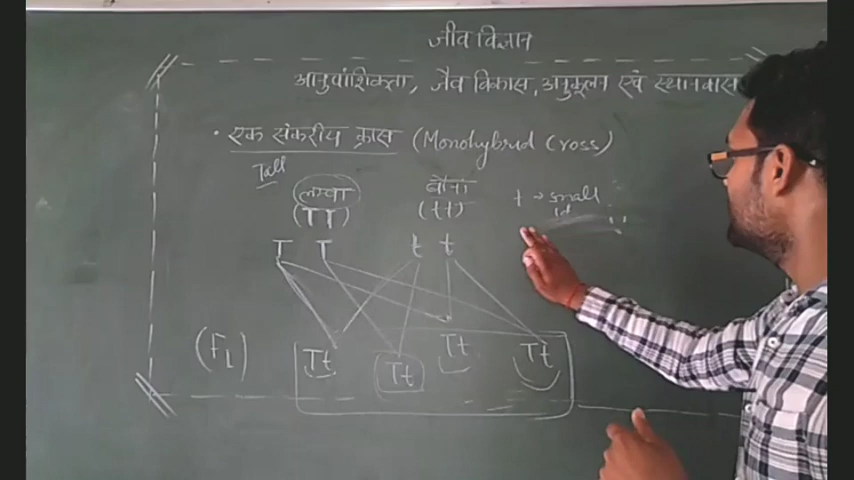 जीव विज्ञान
आनुवांशिकता, जैव विकास, अनुकूलन एवं स्थानवास
• एक संकरीय क्रास (Monohybrid Cross)
Tall
लम्बा बौना
(TT) (tt) t → small
T T t t
(F1) Tt Tt Tt Tt